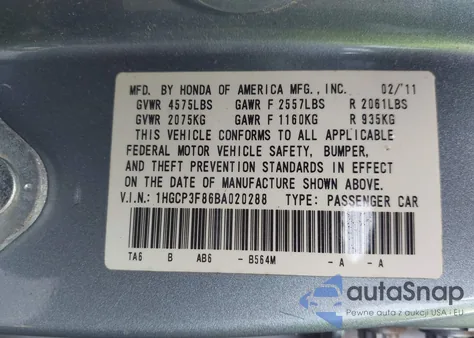 MFD. BY HONDA OF AMERICA MFG., INC. 02/'11
GVWR 4575LBS GAWR F 2557LBS R 2061LBS
GVWR 2075KG GAWR F 1160KG R 935KG
THIS VEHICLE CONFORMS TO ALL APPLICABLE
FEDERAL MOTOR VEHICLE SAFETY, BUMPER,
AND THEFT PREVENTION STANDARDS IN EFFECT
ON THE DATE OF MANUFACTURE SHOWN ABOVE.
V.I.N.: 1HGCP3F86BA020288 TYPE: PASSENGER CAR
TA6 B AB6 - B564M - A - A
autoSnap
Pewne auta z aukcji USA i EU